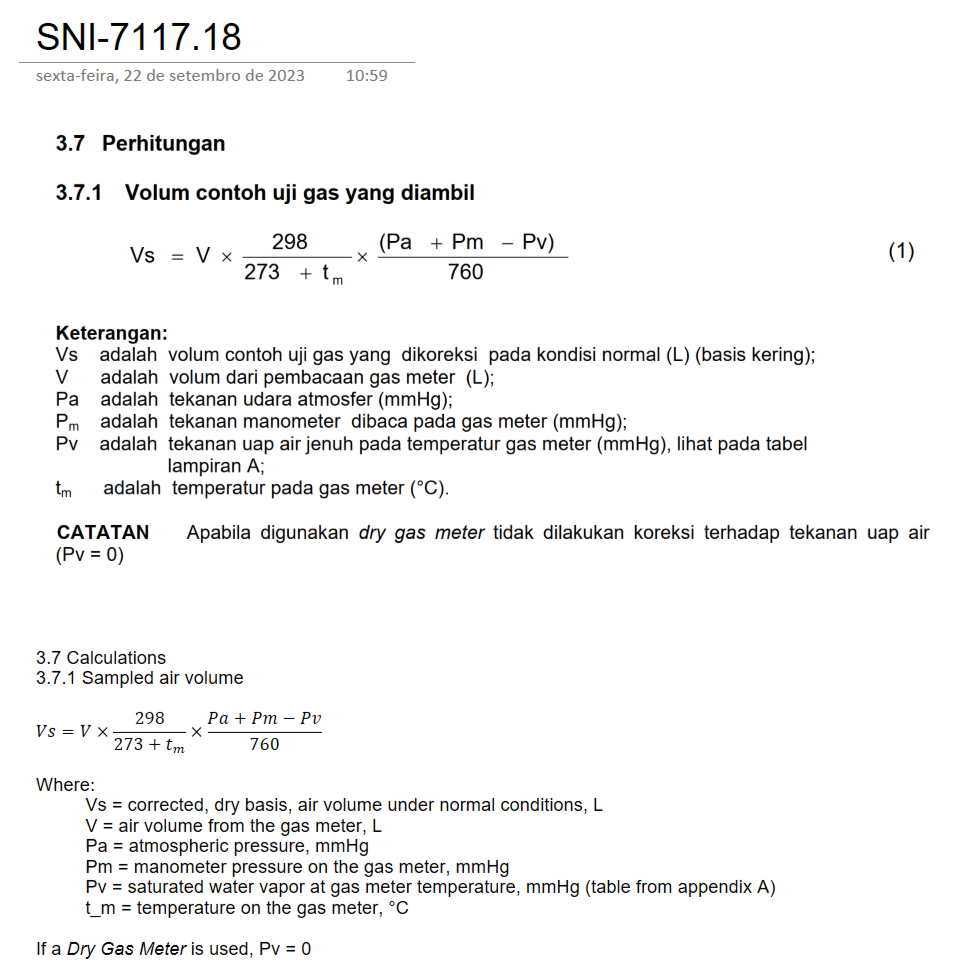 SNI-7117.18
sexta-feira, 22 de setembro de 2023 10:59
3.7 Perhitungan
3.7.1 Volum contoh uji gas yang diambil
Vs = V × 298 / (273 + t_m) × (Pa + Pm − Pv) / 760 (1)
Keterangan:
Vs adalah volum contoh uji gas yang dikoreksi pada kondisi normal (L) (basis kering);
V adalah volum dari pembacaan gas meter (L);
Pa adalah tekanan udara atmosfer (mmHg);
P_m adalah tekanan manometer dibaca pada gas meter (mmHg);
Pv adalah tekanan uap air jenuh pada temperatur gas meter (mmHg), lihat pada tabel
lampiran A;
t_m adalah temperatur pada gas meter (°C).
CATATAN Apabila digunakan dry gas meter tidak dilakukan koreksi terhadap tekanan uap air
(Pv = 0)
3.7 Calculations
3.7.1 Sampled air volume
Vs = V × 298 / (273 + t_m) × (Pa + Pm − Pv) / 760
Where:
Vs = corrected, dry basis, air volume under normal conditions, L
V = air volume from the gas meter, L
Pa = atmospheric pressure, mmHg
Pm = manometer pressure on the gas meter, mmHg
Pv = saturated water vapor at gas meter temperature, mmHg (table from appendix A)
t_m = temperature on the gas meter, °C
If a Dry Gas Meter is used, Pv = 0